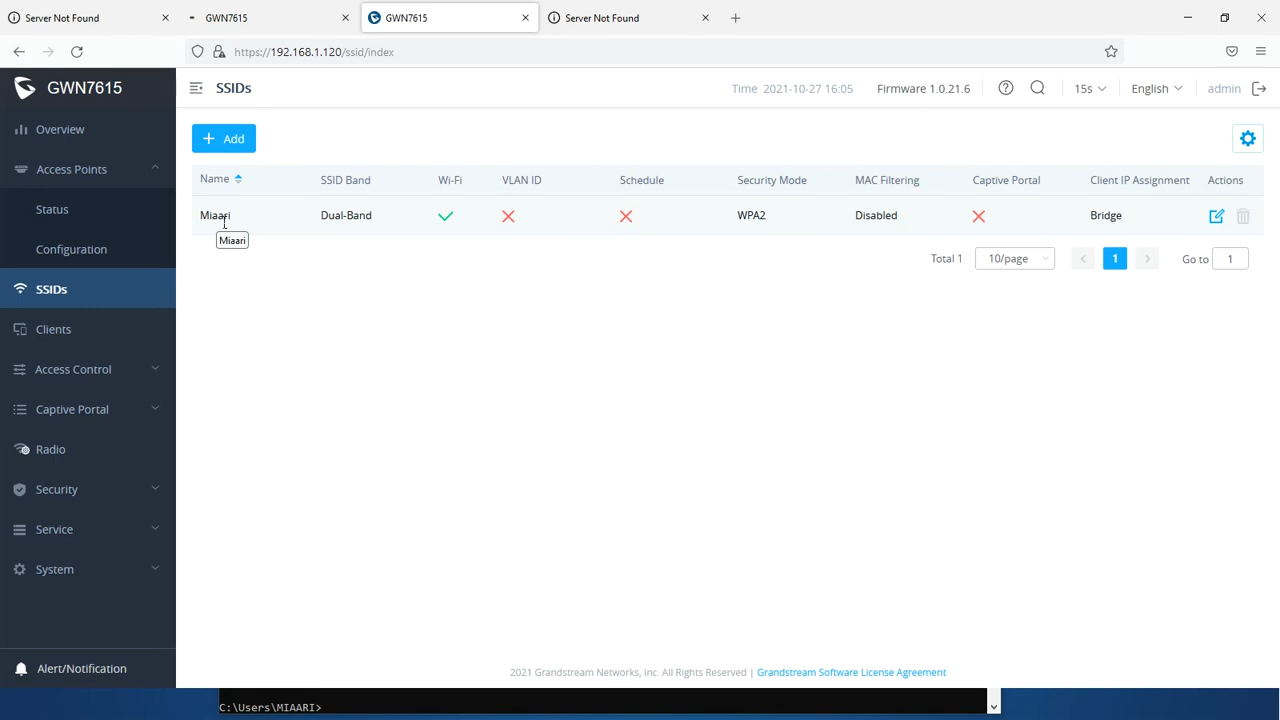 Server Not Found
GWN7615
GWN7615
Server Not Found
https://192.168.1.120/ssid/index
GWN7615
SSIDs
Time 2021-10-27 16:05
Firmware 1.0.21.6
15s
English
admin
Overview
Access Points
Status
Configuration
SSIDs
Clients
Access Control
Captive Portal
Radio
Security
Service
System
Alert/Notification
+ Add
Name SSID Band Wi-Fi VLAN ID Schedule Security Mode MAC Filtering Captive Portal Client IP Assignment Actions
Miaari Dual-Band WPA2 Disabled Bridge
Miaari
Total 1 10/page 1 Go to 1
2021 Grandstream Networks, Inc. All Rights Reserved | Grandstream Software License Agreement
C:\Users\MIAARI>